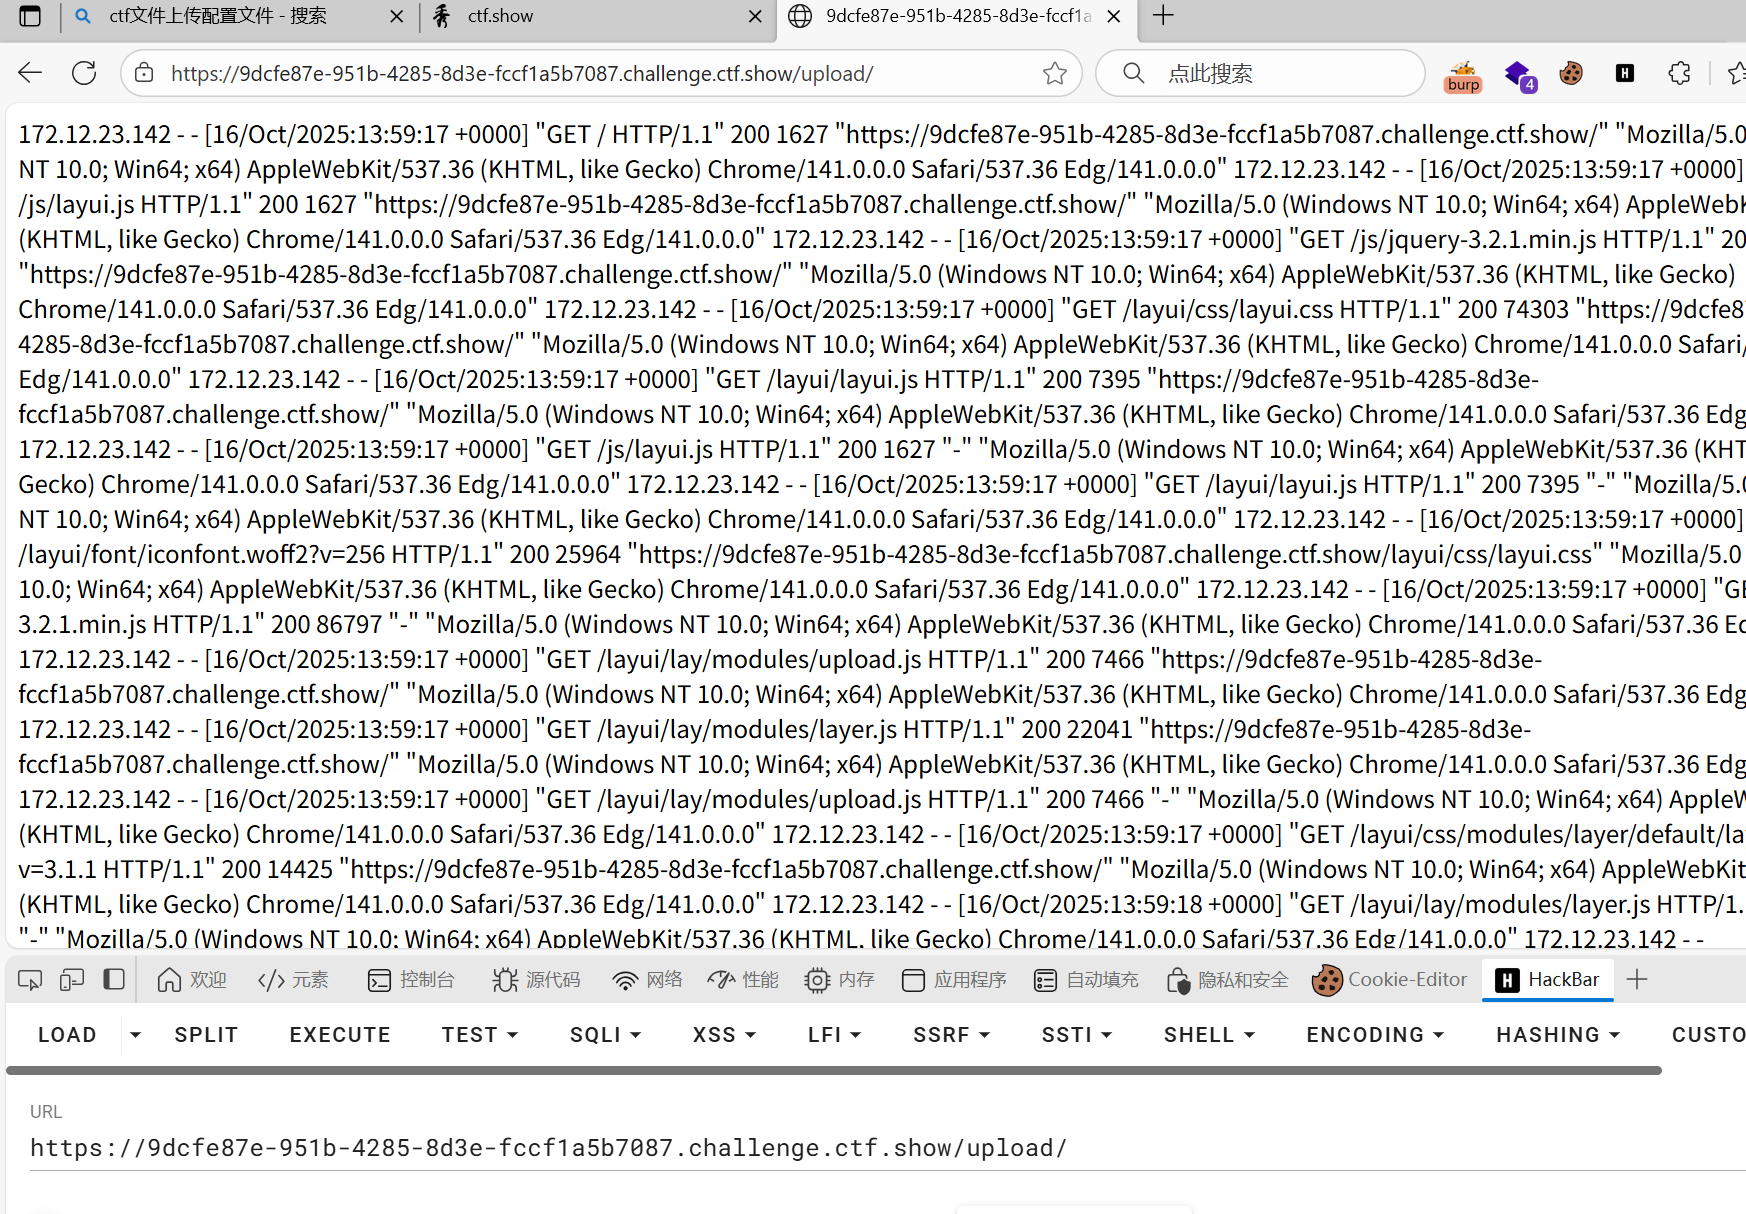 ctf文件上传配置文件 - 搜索
ctf.show
9dcfe87e-951b-4285-8d3e-fccf1a
https://9dcfe87e-951b-4285-8d3e-fccf1a5b7087.challenge.ctf.show/upload/
点此搜索
burp
4
H
172.12.23.142 - - [16/Oct/2025:13:59:17 +0000] "GET / HTTP/1.1" 200 1627 "https://9dcfe87e-951b-4285-8d3e-fccf1a5b7087.challenge.ctf.show/" "Mozilla/5.0
NT 10.0; Win64; x64) AppleWebKit/537.36 (KHTML, like Gecko) Chrome/141.0.0.0 Safari/537.36 Edg/141.0.0.0" 172.12.23.142 - - [16/Oct/2025:13:59:17 +0000]
/js/layui.js HTTP/1.1" 200 1627 "https://9dcfe87e-951b-4285-8d3e-fccf1a5b7087.challenge.ctf.show/" "Mozilla/5.0 (Windows NT 10.0; Win64; x64) AppleWebK
(KHTML, like Gecko) Chrome/141.0.0.0 Safari/537.36 Edg/141.0.0.0" 172.12.23.142 - - [16/Oct/2025:13:59:17 +0000] "GET /js/jquery-3.2.1.min.js HTTP/1.1" 20
"https://9dcfe87e-951b-4285-8d3e-fccf1a5b7087.challenge.ctf.show/" "Mozilla/5.0 (Windows NT 10.0; Win64; x64) AppleWebKit/537.36 (KHTML, like Gecko)
Chrome/141.0.0.0 Safari/537.36 Edg/141.0.0.0" 172.12.23.142 - - [16/Oct/2025:13:59:17 +0000] "GET /layui/css/layui.css HTTP/1.1" 200 74303 "https://9dcfe8
4285-8d3e-fccf1a5b7087.challenge.ctf.show/" "Mozilla/5.0 (Windows NT 10.0; Win64; x64) AppleWebKit/537.36 (KHTML, like Gecko) Chrome/141.0.0.0 Safari/
Edg/141.0.0.0" 172.12.23.142 - - [16/Oct/2025:13:59:17 +0000] "GET /layui/layui.js HTTP/1.1" 200 7395 "https://9dcfe87e-951b-4285-8d3e-
fccf1a5b7087.challenge.ctf.show/" "Mozilla/5.0 (Windows NT 10.0; Win64; x64) AppleWebKit/537.36 (KHTML, like Gecko) Chrome/141.0.0.0 Safari/537.36 Edg
172.12.23.142 - - [16/Oct/2025:13:59:17 +0000] "GET /js/layui.js HTTP/1.1" 200 1627 "-" "Mozilla/5.0 (Windows NT 10.0; Win64; x64) AppleWebKit/537.36 (KHT
Gecko) Chrome/141.0.0.0 Safari/537.36 Edg/141.0.0.0" 172.12.23.142 - - [16/Oct/2025:13:59:17 +0000] "GET /layui/layui.js HTTP/1.1" 200 7395 "-" "Mozilla/5.0
NT 10.0; Win64; x64) AppleWebKit/537.36 (KHTML, like Gecko) Chrome/141.0.0.0 Safari/537.36 Edg/141.0.0.0" 172.12.23.142 - - [16/Oct/2025:13:59:17 +0000]
/layui/font/iconfont.woff2?v=256 HTTP/1.1" 200 25964 "https://9dcfe87e-951b-4285-8d3e-fccf1a5b7087.challenge.ctf.show/layui/css/layui.css" "Mozilla/5.0
10.0; Win64; x64) AppleWebKit/537.36 (KHTML, like Gecko) Chrome/141.0.0.0 Safari/537.36 Edg/141.0.0.0" 172.12.23.142 - - [16/Oct/2025:13:59:17 +0000] "GE
3.2.1.min.js HTTP/1.1" 200 86797 "-" "Mozilla/5.0 (Windows NT 10.0; Win64; x64) AppleWebKit/537.36 (KHTML, like Gecko) Chrome/141.0.0.0 Safari/537.36 Ed
172.12.23.142 - - [16/Oct/2025:13:59:17 +0000] "GET /layui/lay/modules/upload.js HTTP/1.1" 200 7466 "https://9dcfe87e-951b-4285-8d3e-
fccf1a5b7087.challenge.ctf.show/" "Mozilla/5.0 (Windows NT 10.0; Win64; x64) AppleWebKit/537.36 (KHTML, like Gecko) Chrome/141.0.0.0 Safari/537.36 Edg
172.12.23.142 - - [16/Oct/2025:13:59:17 +0000] "GET /layui/lay/modules/layer.js HTTP/1.1" 200 22041 "https://9dcfe87e-951b-4285-8d3e-
fccf1a5b7087.challenge.ctf.show/" "Mozilla/5.0 (Windows NT 10.0; Win64; x64) AppleWebKit/537.36 (KHTML, like Gecko) Chrome/141.0.0.0 Safari/537.36 Edg
172.12.23.142 - - [16/Oct/2025:13:59:17 +0000] "GET /layui/lay/modules/upload.js HTTP/1.1" 200 7466 "-" "Mozilla/5.0 (Windows NT 10.0; Win64; x64) AppleW
(KHTML, like Gecko) Chrome/141.0.0.0 Safari/537.36 Edg/141.0.0.0" 172.12.23.142 - - [16/Oct/2025:13:59:17 +0000] "GET /layui/css/modules/layer/default/la
v=3.1.1 HTTP/1.1" 200 14425 "https://9dcfe87e-951b-4285-8d3e-fccf1a5b7087.challenge.ctf.show/" "Mozilla/5.0 (Windows NT 10.0; Win64; x64) AppleWebKit
(KHTML, like Gecko) Chrome/141.0.0.0 Safari/537.36 Edg/141.0.0.0" 172.12.23.142 - - [16/Oct/2025:13:59:18 +0000] "GET /layui/lay/modules/layer.js HTTP/1.
"-" "Mozilla/5.0 (Windows NT 10.0; Win64; x64) AppleWebKit/537.36 (KHTML, like Gecko) Chrome/141.0.0.0 Safari/537.36 Edg/141.0.0.0" 172.12.23.142 - -
欢迎 元素 控制台 源代码 网络 性能 内存 应用程序 自动填充 隐私和安全 Cookie-Editor H HackBar
LOAD SPLIT EXECUTE TEST SQLI XSS LFI SSRF SSTI SHELL ENCODING HASHING CUSTO
URL
https://9dcfe87e-951b-4285-8d3e-fccf1a5b7087.challenge.ctf.show/upload/